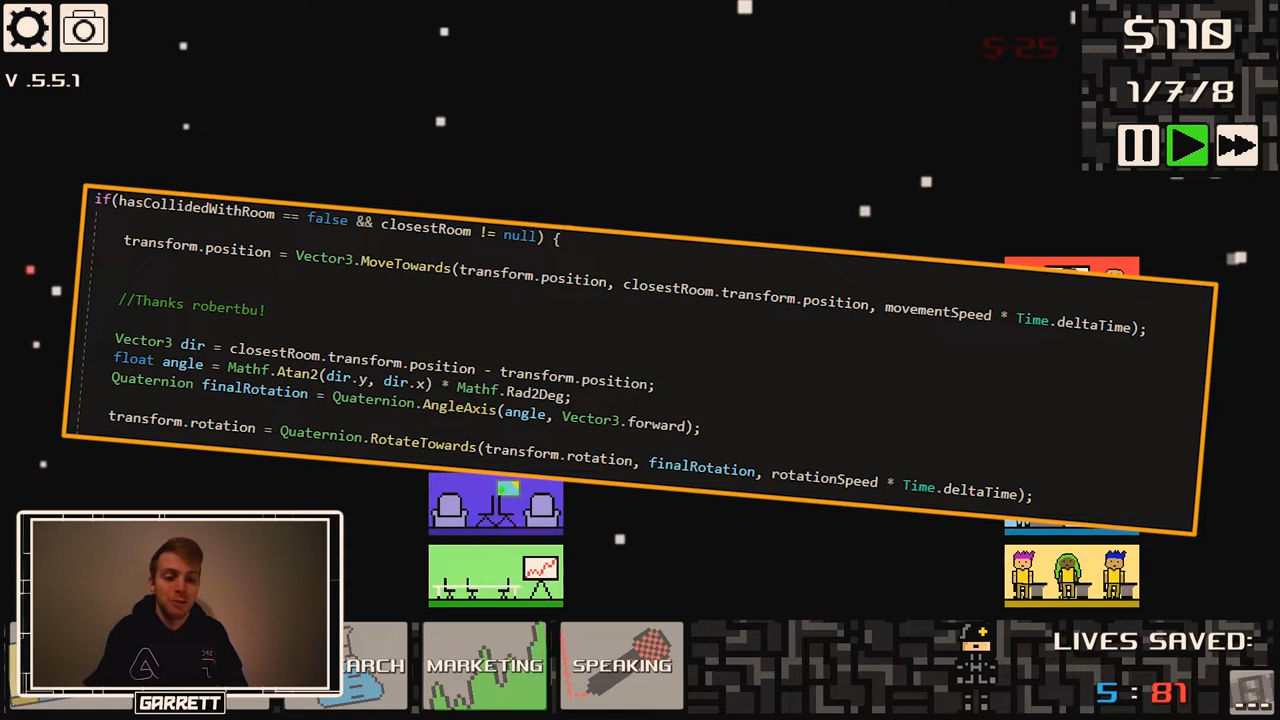 V .5.5.1
$-25
$110
1/7/8
if(hasCollidedWithRoom == false && closestRoom != null) {
transform.position = Vector3.MoveTowards(transform.position, closestRoom.transform.position, movementSpeed * Time.deltaTime);
//Thanks robertbu!
Vector3 dir = closestRoom.transform.position - transform.position;
float angle = Mathf.Atan2(dir.y, dir.x) * Mathf.Rad2Deg;
Quaternion finalRotation = Quaternion.AngleAxis(angle, Vector3.forward);
transform.rotation = Quaternion.RotateTowards(transform.rotation, finalRotation, rotationSpeed * Time.deltaTime);
ARCH
MARKETING
SPEAKING
LIVES SAVED:
5 : 81
GARRETT